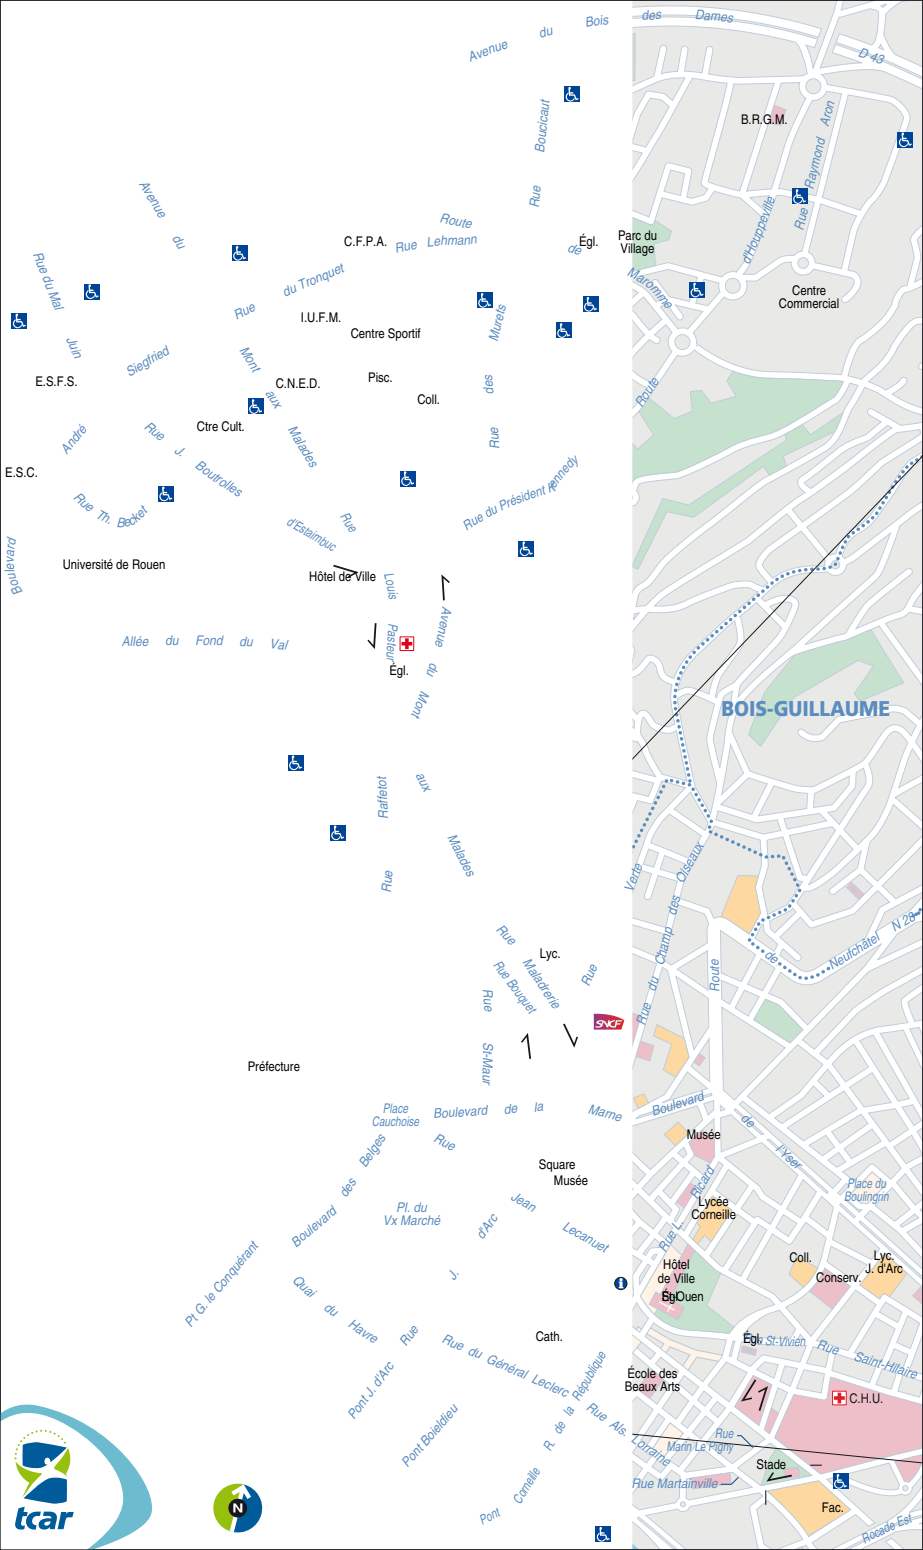 Avenue du Bois des Dames
D 43
B.R.G.M.
Rue Boucicaut
Rue Raymond Aron
d'Houppeville
Avenue du
Mont aux Malades
Rue
Route
de
Maromme
C.F.P.A.
Rue Lehmann
Égl.
Parc du
Village
Centre
Commercial
Rue du Mal
Juin
Rue du Tronquet
I.U.F.M.
Centre Sportif
Rue des Murets
Siegfried
André
E.S.F.S.
C.N.E.D.
Pisc.
Coll.
Route
Ctre Cult.
Rue J. Boutrolles
E.S.C.
Rue Th. Becket
Rue du Président Kennedy
d'Estaimbuc
Boulevard
Université de Rouen
Hôtel de Ville
Louis
Pasteur
Allée du Fond du Val
Égl.
Avenue du Mont aux Malades
BOIS-GUILLAUME
Rue Raffetot
Verte
Rue du Champ des Oiseaux
Route de Neufchâtel
N 28
Rue Maladrerie
Lyc.
Rue Bouquet
Rue
Rue St-Maur
SNCF
Préfecture
Place
Cauchoise
Boulevard de la Marne
Boulevard de l'Yser
Rue
Jean
Lecanuet
Musée
Square
Musée
Boulevard des Belges
Pl. du
Vx Marché
Rue J. d'Arc
Rue L. Ricard
Lycée
Corneille
Place du
Boulingrin
Hôtel
de Ville
Égl.
St Ouen
Coll.
Conserv.
Lyc.
J. d'Arc
Pt G. le Conquérant
Quai du Havre
Cath.
Égl.
St-Vivien
Rue Saint-Hilaire
Rue du Général Leclerc
École des
Beaux Arts
C.H.U.
Pont J. d'Arc
Pont Boieldieu
R. de la République
Rue Als. Lorraine
Rue
Marin Le Pigny
Stade
Rue Martainville
Pont Corneille
Fac.
Rocade Est
tcar
N